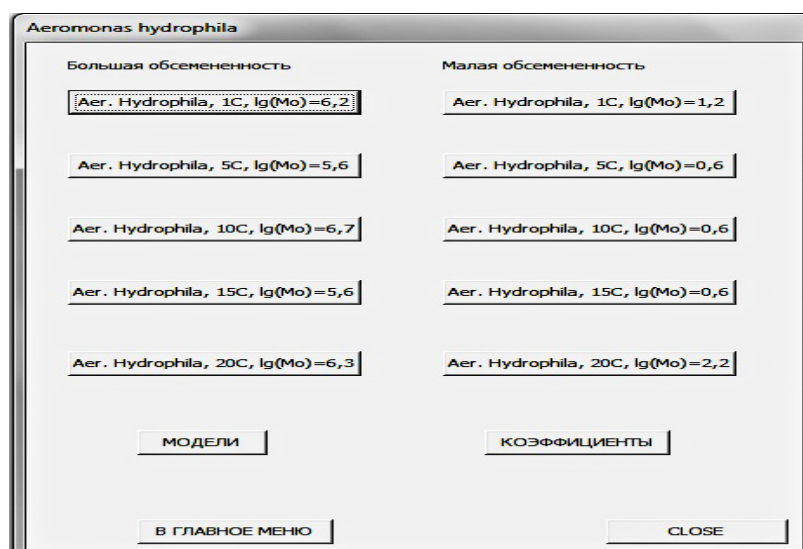 Aeromonas hydrophila
Большая обсемененность Малая обсемененность
Aer. Hydrophila, 1C, lg(Mo)=6,2 Aer. Hydrophila, 1C, lg(Mo)=1,2
Aer. Hydrophila, 5C, lg(Mo)=5,6 Aer. Hydrophila, 5C, lg(Mo)=0,6
Aer. Hydrophila, 10C, lg(Mo)=6,7 Aer. Hydrophila, 10C, lg(Mo)=0,6
Aer. Hydrophila, 15C, lg(Mo)=5,6 Aer. Hydrophila, 15C, lg(Mo)=0,6
Aer. Hydrophila, 20C, lg(Mo)=6,3 Aer. Hydrophila, 20C, lg(Mo)=2,2
МОДЕЛИ КОЭФФИЦИЕНТЫ
В ГЛАВНОЕ МЕНЮ CLOSE